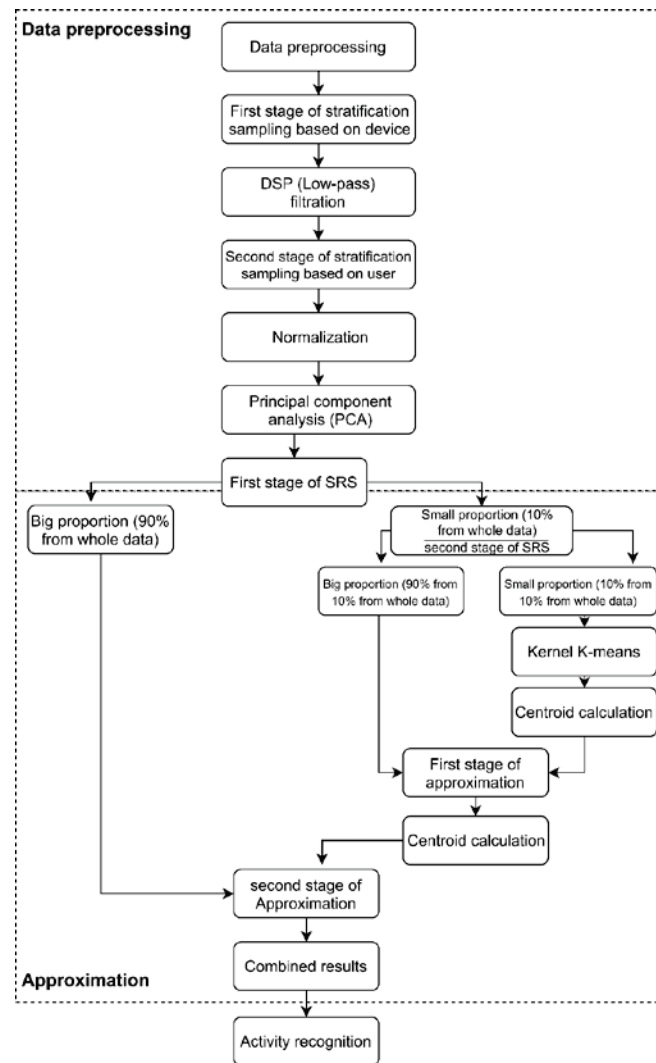 Data preprocessing
Data preprocessing
First stage of stratification
sampling based on device
DSP (Low-pass)
filtration
Second stage of stratification
sampling based on user
Normalization
Principal component
analysis (PCA)
First stage of SRS
Big proportion (90%
from whole data)
Small proportion (10%
from whole data)
second stage of SRS
Big proportion (90% from
10% from whole data)
Small proportion (10% from
10% from whole data)
Kernel K-means
Centroid calculation
First stage of
approximation
Centroid calculation
second stage of
Approximation
Combined results
Approximation
Activity recognition